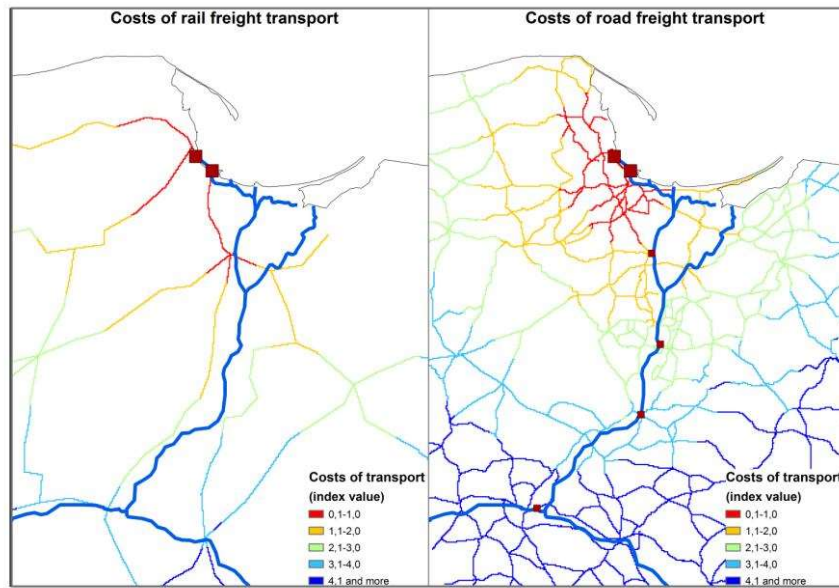 Costs of rail freight transport
Costs of transport
(index value)
0,1-1,0
1,1-2,0
2,1-3,0
3,1-4,0
4,1 and more
Costs of road freight transport
Costs of transport
(index value)
0,1-1,0
1,1-2,0
2,1-3,0
3,1-4,0
4,1 and more